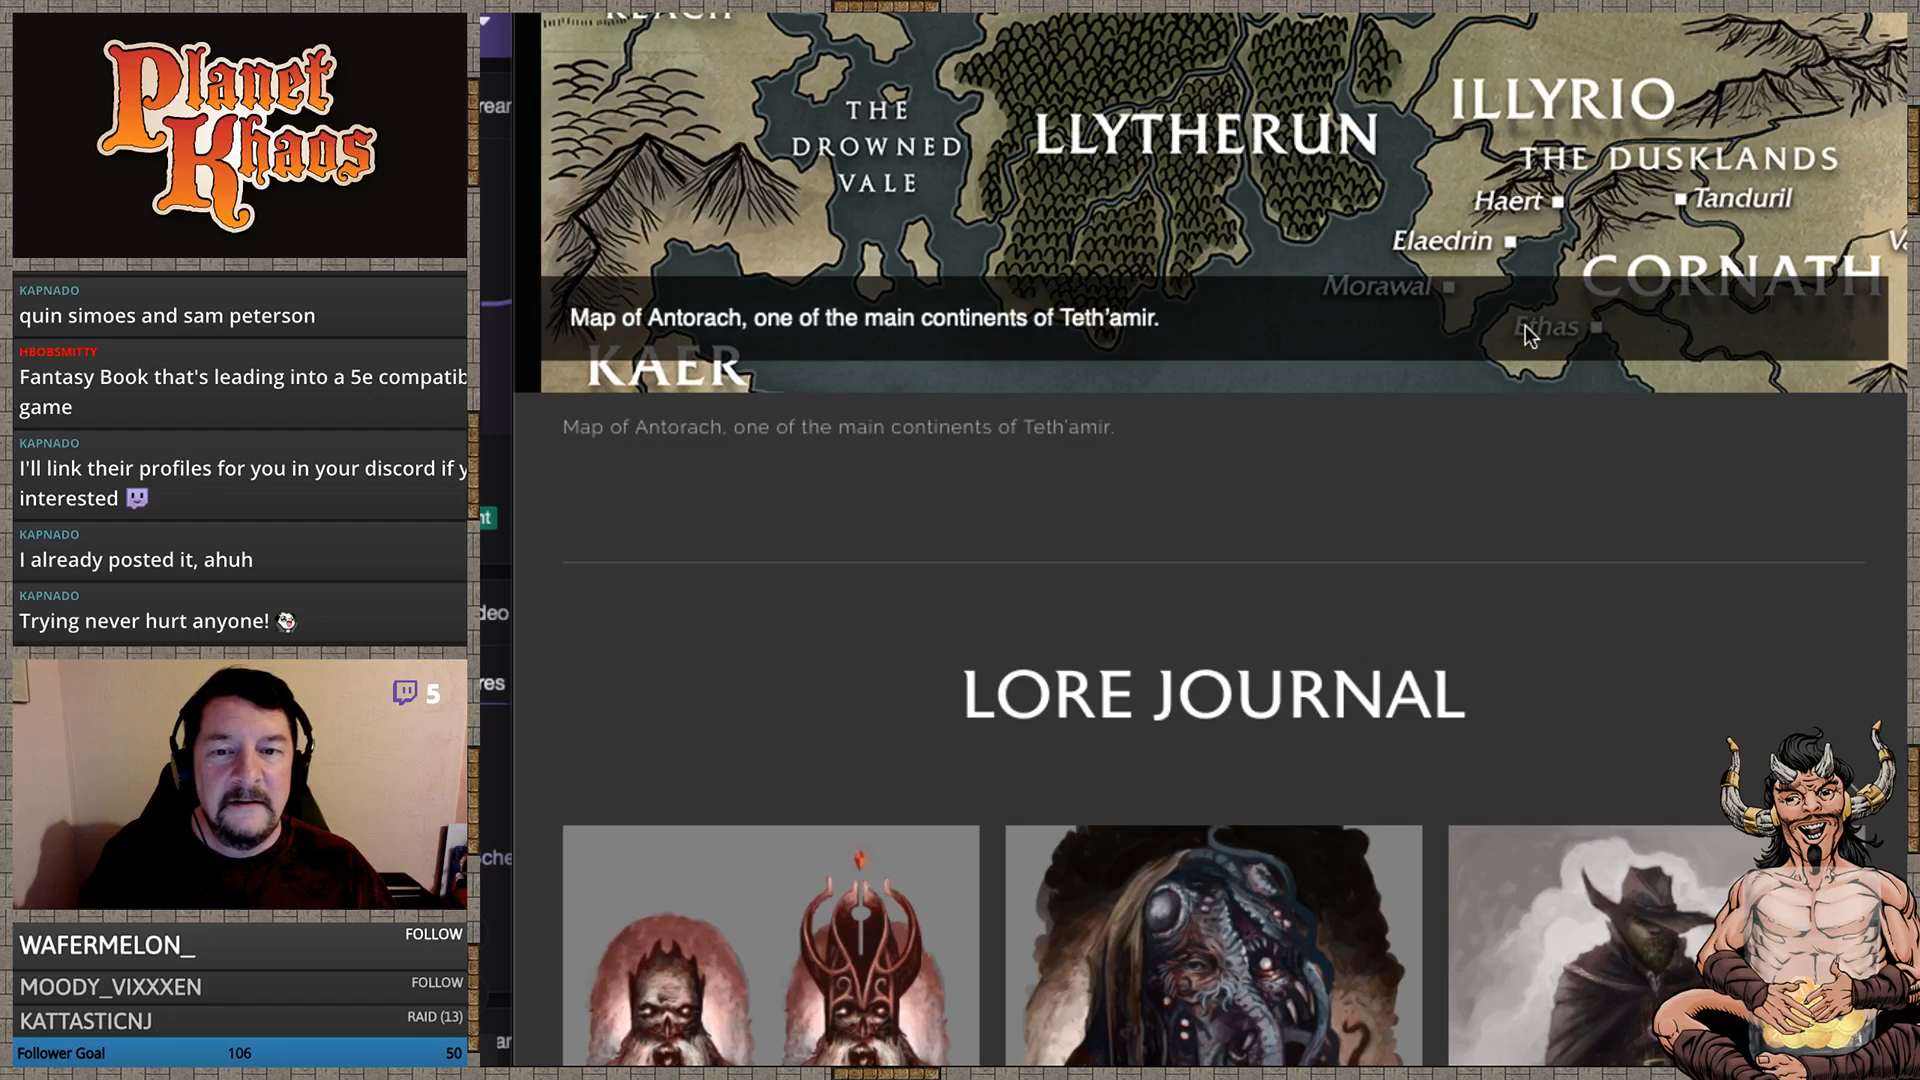 Planet
Khaos
KAPNADO
quin simoes and sam peterson
HBOBSMITTY
Fantasy Book that's leading into a 5e compatib
game
KAPNADO
I'll link their profiles for you in your discord if y
interested
KAPNADO
I already posted it, ahuh
KAPNADO
Trying never hurt anyone!
5
WAFERMELON_ FOLLOW
MOODY_VIXXXEN FOLLOW
KATTASTICNJ RAID (13)
Follower Goal 106 50
REACH
THE
DROWNED
VALE
LLYTHERUN
ILLYRIO
THE DUSKLANDS
Haert
Tanduril
Elaedrin
CORNATH
Morawal
Ethas
Map of Antorach, one of the main continents of Teth'amir.
KAER
Map of Antorach, one of the main continents of Teth'amir.
LORE JOURNAL